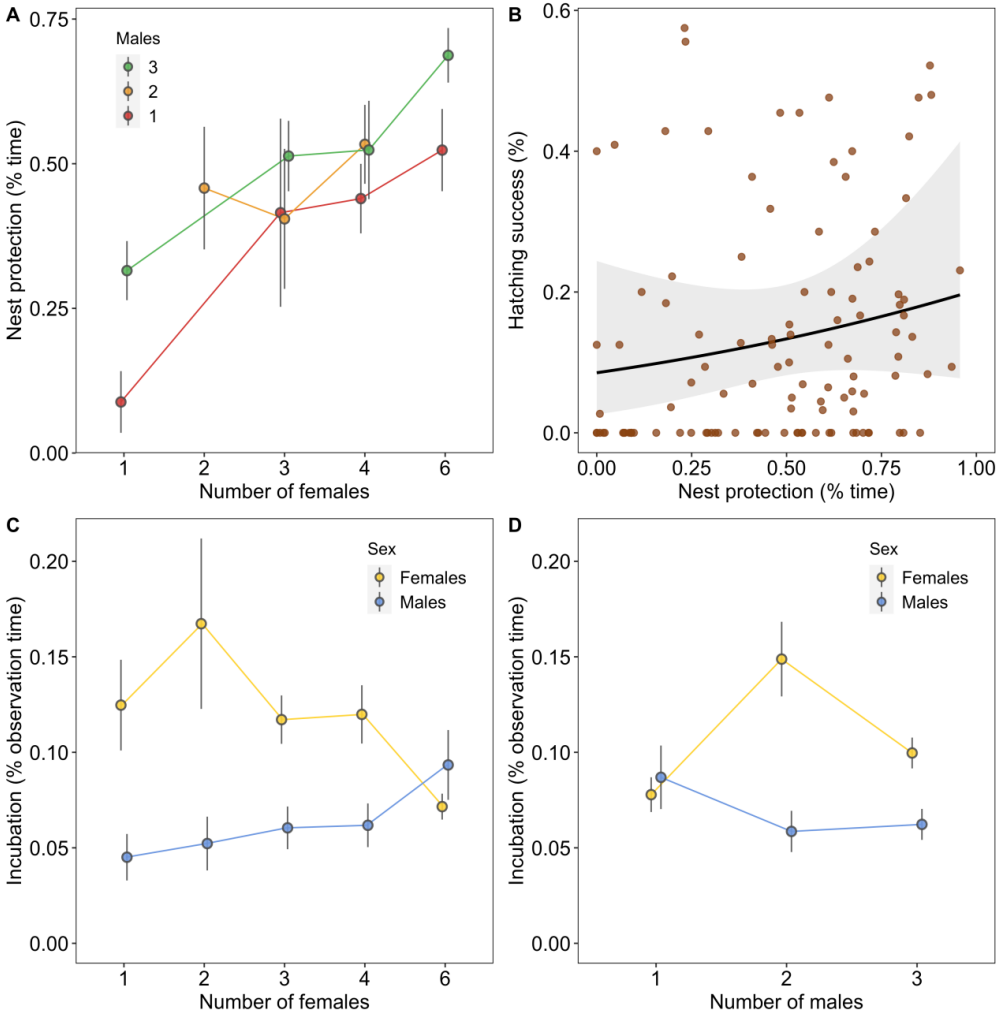 A
Nest protection (% time)
0.75
0.50
0.25
0.00
Males
3
2
1
1 2 3 4 6
Number of females
B
Hatching success (%)
0.6
0.4
0.2
0.0
0.00 0.25 0.50 0.75 1.00
Nest protection (% time)
C
Incubation (% observation time)
0.20
0.15
0.10
0.05
0.00
Sex
Females
Males
1 2 3 4 6
Number of females
D
Incubation (% observation time)
0.20
0.15
0.10
0.05
0.00
Sex
Females
Males
1 2 3
Number of males